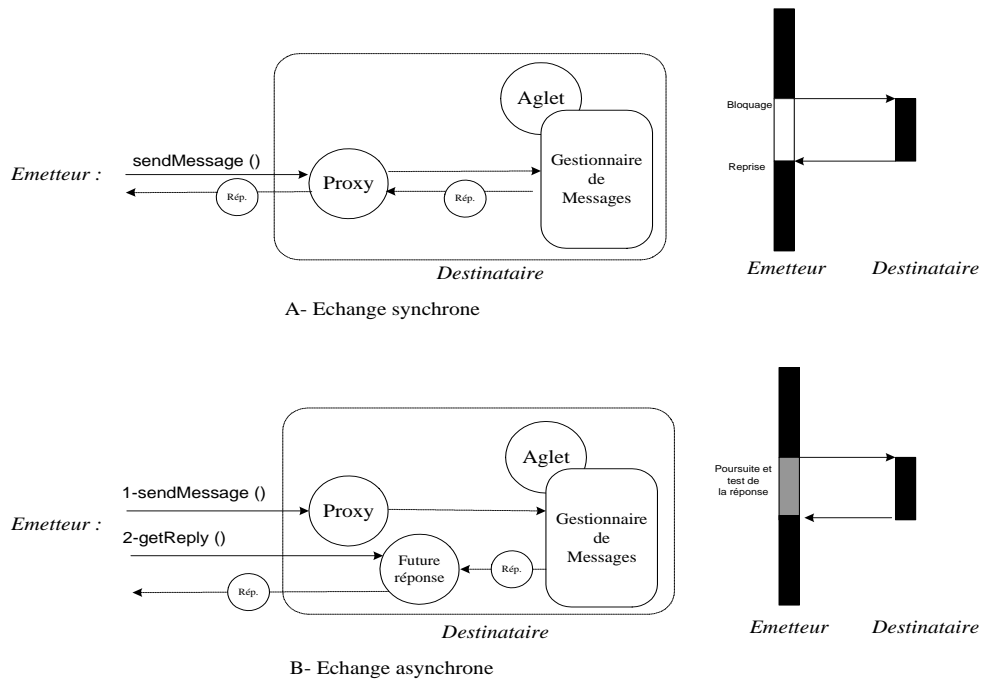 Aglet
Bloquage
sendMessage ()
Gestionnaire
de
Messages
Emetteur :
Proxy
Rép.
Rép.
Reprise
Destinataire
Emetteur
Destinataire
A- Echange synchrone
Aglet
Poursuite et
test de
la réponse
1-sendMessage ()
Proxy
Gestionnaire
de
Messages
Emetteur :
2-getReply ()
Future
réponse
Rép.
Rép.
Destinataire
Emetteur
Destinataire
B- Echange asynchrone